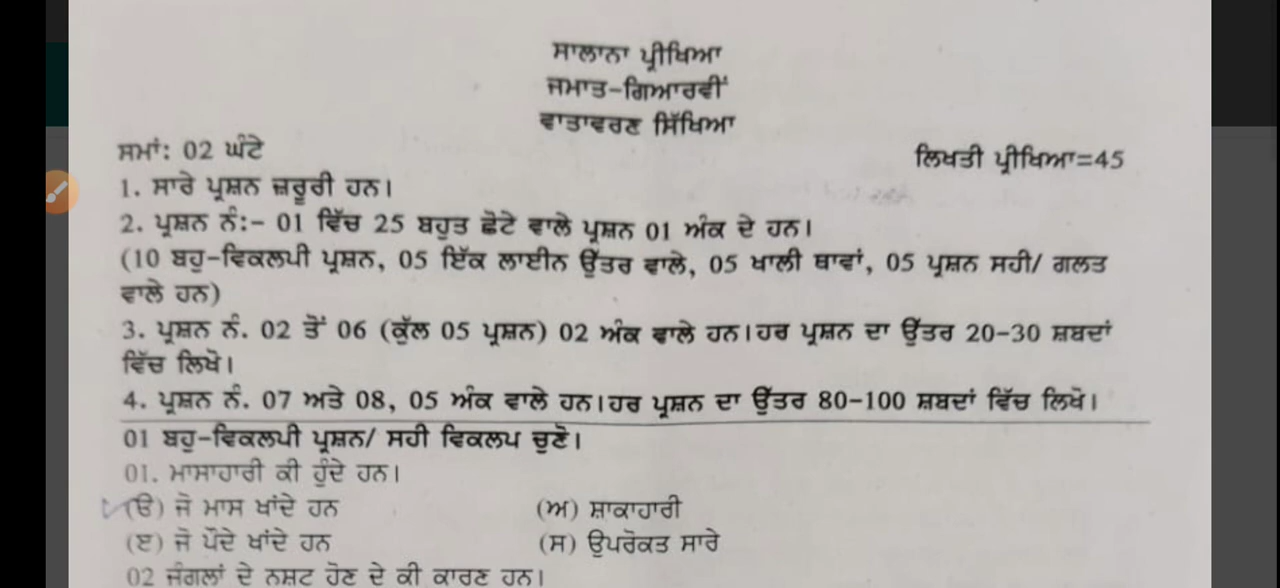 ਸਾਲਾਨਾ ਪ੍ਰੀਖਿਆ
ਜਮਾਤ-ਗਿਆਰਵੀਂ
ਵਾਤਾਵਰਣ ਸਿੱਖਿਆ
ਸਮਾਂ: 02 ਘੰਟੇ
ਲਿਖਤੀ ਪ੍ਰੀਖਿਆ=45
1. ਸਾਰੇ ਪ੍ਰਸ਼ਨ ਜ਼ਰੂਰੀ ਹਨ।
2. ਪ੍ਰਸ਼ਨ ਨੰ:- 01 ਵਿੱਚ 25 ਬਹੁਤ ਛੋਟੇ ਵਾਲੇ ਪ੍ਰਸ਼ਨ 01 ਅੰਕ ਦੇ ਹਨ।
(10 ਬਹੁ-ਵਿਕਲਪੀ ਪ੍ਰਸ਼ਨ, 05 ਇੱਕ ਲਾਈਨ ਉੱਤਰ ਵਾਲੇ, 05 ਖਾਲੀ ਥਾਵਾਂ, 05 ਪ੍ਰਸ਼ਨ ਸਹੀ/ ਗਲਤ
ਵਾਲੇ ਹਨ)
3. ਪ੍ਰਸ਼ਨ ਨੰ. 02 ਤੋਂ 06 (ਕੁੱਲ 05 ਪ੍ਰਸ਼ਨ) 02 ਅੰਕ ਵਾਲੇ ਹਨ।ਹਰ ਪ੍ਰਸ਼ਨ ਦਾ ਉੱਤਰ 20-30 ਸ਼ਬਦਾਂ
ਵਿੱਚ ਲਿਖੋ।
4. ਪ੍ਰਸ਼ਨ ਨੰ. 07 ਅਤੇ 08, 05 ਅੰਕ ਵਾਲੇ ਹਨ।ਹਰ ਪ੍ਰਸ਼ਨ ਦਾ ਉੱਤਰ 80-100 ਸ਼ਬਦਾਂ ਵਿੱਚ ਲਿਖੋ।
01 ਬਹੁ-ਵਿਕਲਪੀ ਪ੍ਰਸ਼ਨ/ ਸਹੀ ਵਿਕਲਪ ਚੁਣੋ।
01. ਮਾਸਾਹਾਰੀ ਕੀ ਹੁੰਦੇ ਹਨ।
(ੳ) ਜੋ ਮਾਸ ਖਾਂਦੇ ਹਨ (ਅ) ਸ਼ਾਕਾਹਾਰੀ
(ੲ) ਜੋ ਪੌਦੇ ਖਾਂਦੇ ਹਨ (ਸ) ਉਪਰੋਕਤ ਸਾਰੇ
02 ਜੰਗਲਾਂ ਦੇ ਨਸ਼ਟ ਹੋਣ ਦੇ ਕੀ ਕਾਰਣ ਹਨ।